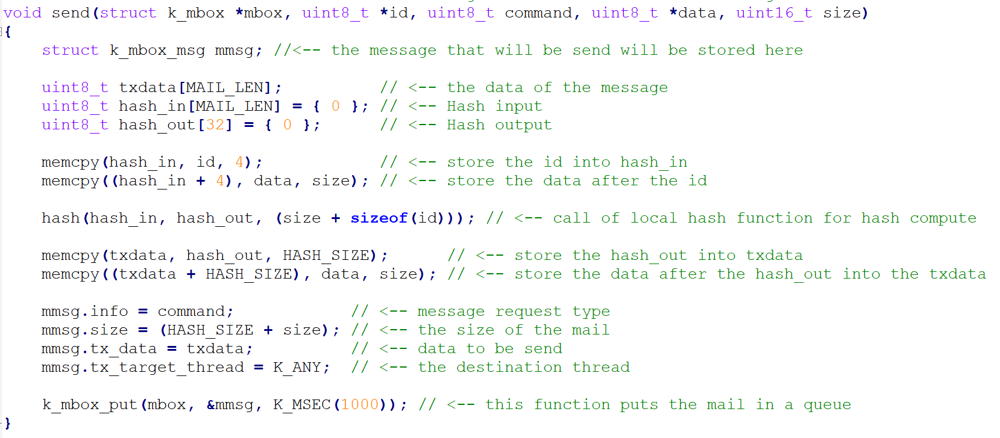 void send(struct k_mbox *mbox, uint8_t *id, uint8_t command, uint8_t *data, uint16_t size)
{
    struct k_mbox_msg mmsg; //<-- the message that will be send will be stored here

    uint8_t txdata[MAIL_LEN];          // <-- the data of the message
    uint8_t hash_in[MAIL_LEN] = { 0 }; // <-- Hash input
    uint8_t hash_out[32] = { 0 };      // <-- Hash output

    memcpy(hash_in, id, 4);            // <-- store the id into hash_in
    memcpy((hash_in + 4), data, size); // <-- store the data after the id

    hash(hash_in, hash_out, (size + sizeof(id))); // <-- call of local hash function for hash compute

    memcpy(txdata, hash_out, HASH_SIZE);      // <-- store the hash_out into txdata
    memcpy((txdata + HASH_SIZE), data, size); // <-- store the data after the hash_out into the txdata

    mmsg.info = command;            // <-- message request type
    mmsg.size = (HASH_SIZE + size); // <-- the size of the mail
    mmsg.tx_data = txdata;          // <-- data to be send
    mmsg.tx_target_thread = K_ANY;  // <-- the destination thread

    k_mbox_put(mbox, &mmsg, K_MSEC(1000)); // <-- this function puts the mail in a queue
}